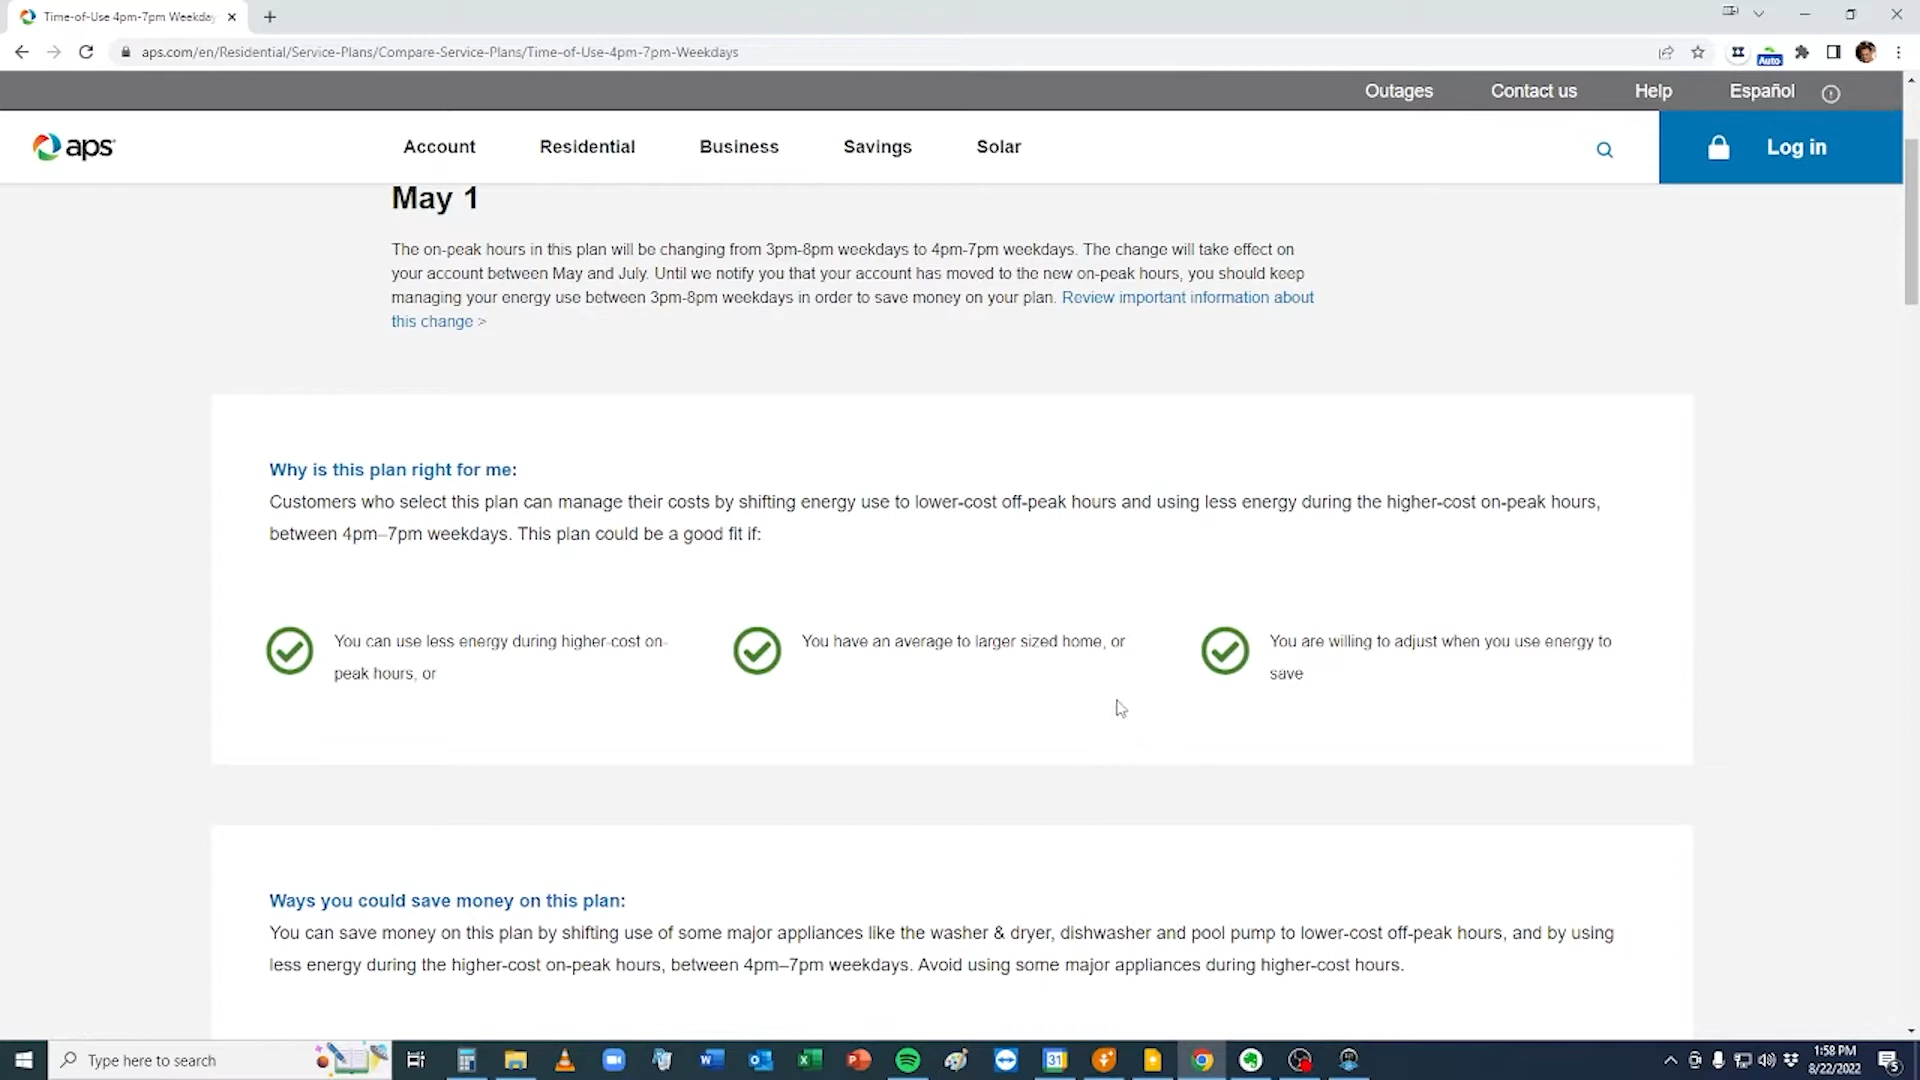 Time-of-Use 4pm-7pm Weekday
aps.com/en/Residential/Service-Plans/Compare-Service-Plans/Time-of-Use-4pm-7pm-Weekdays
Auto
Outages Contact us Help Español
aps
Account Residential Business Savings Solar
Log in
May 1
The on-peak hours in this plan will be changing from 3pm-8pm weekdays to 4pm-7pm weekdays. The change will take effect on
your account between May and July. Until we notify you that your account has moved to the new on-peak hours, you should keep
managing your energy use between 3pm-8pm weekdays in order to save money on your plan. Review important information about
this change >
Why is this plan right for me:
Customers who select this plan can manage their costs by shifting energy use to lower-cost off-peak hours and using less energy during the higher-cost on-peak hours,
between 4pm–7pm weekdays. This plan could be a good fit if:
You can use less energy during higher-cost on-
peak hours, or
You have an average to larger sized home, or
You are willing to adjust when you use energy to
save
Ways you could save money on this plan:
You can save money on this plan by shifting use of some major appliances like the washer & dryer, dishwasher and pool pump to lower-cost off-peak hours, and by using
less energy during the higher-cost on-peak hours, between 4pm–7pm weekdays. Avoid using some major appliances during higher-cost hours.
Type here to search
31
1:58 PM
8/22/2022
5